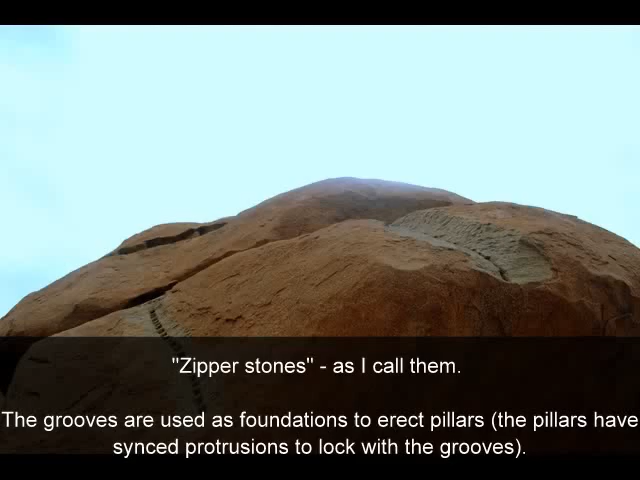 "Zipper stones" - as I call them.
The grooves are used as foundations to erect pillars (the pillars have
synced protrusions to lock with the grooves).